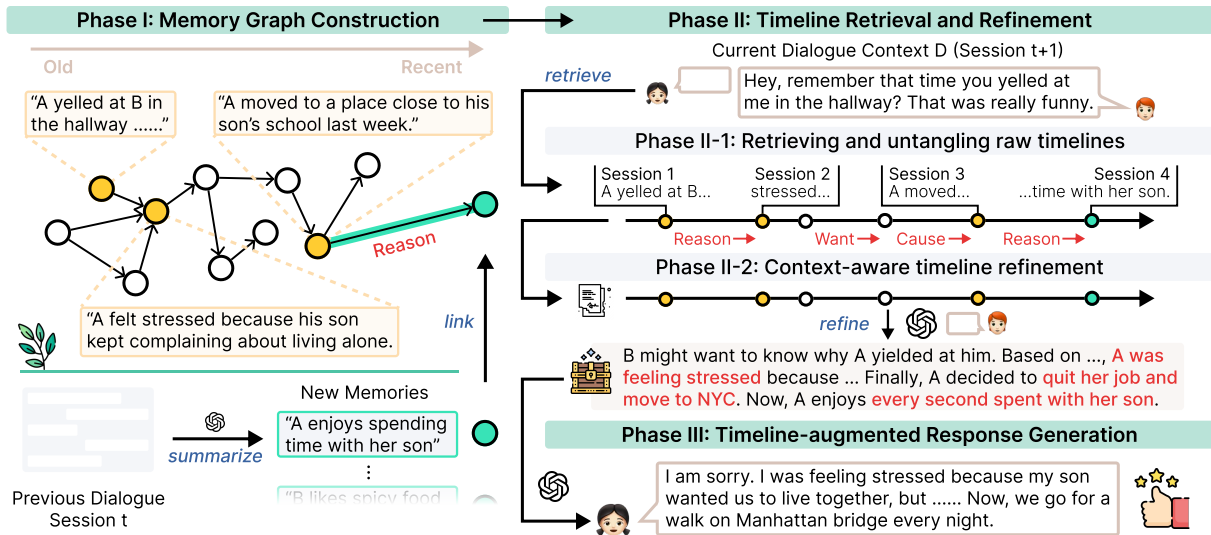 Phase I: Memory Graph Construction
Old
Recent
“A yelled at B in
the hallway ......”
“A moved to a place close to his
son’s school last week.”
Reason
“A felt stressed because his son
kept complaining about living alone.
link
New Memories
summarize
“A enjoys spending
time with her son”
“B likes spicy food
Previous Dialogue
Session t
Phase II: Timeline Retrieval and Refinement
Current Dialogue Context D (Session t+1)
retrieve
Hey, remember that time you yelled at
me in the hallway? That was really funny.
Phase II-1: Retrieving and untangling raw timelines
Session 1
A yelled at B...
Session 2
stressed...
Session 3
A moved...
Session 4
...time with her son.
Reason
Want
Cause
Reason
Phase II-2: Context-aware timeline refinement
refine
B might want to know why A yielded at him. Based on ..., A was
feeling stressed because ... Finally, A decided to quit her job and
move to NYC. Now, A enjoys every second spent with her son.
Phase III: Timeline-augmented Response Generation
I am sorry. I was feeling stressed because my son
wanted us to live together, but ...... Now, we go for a
walk on Manhattan bridge every night.